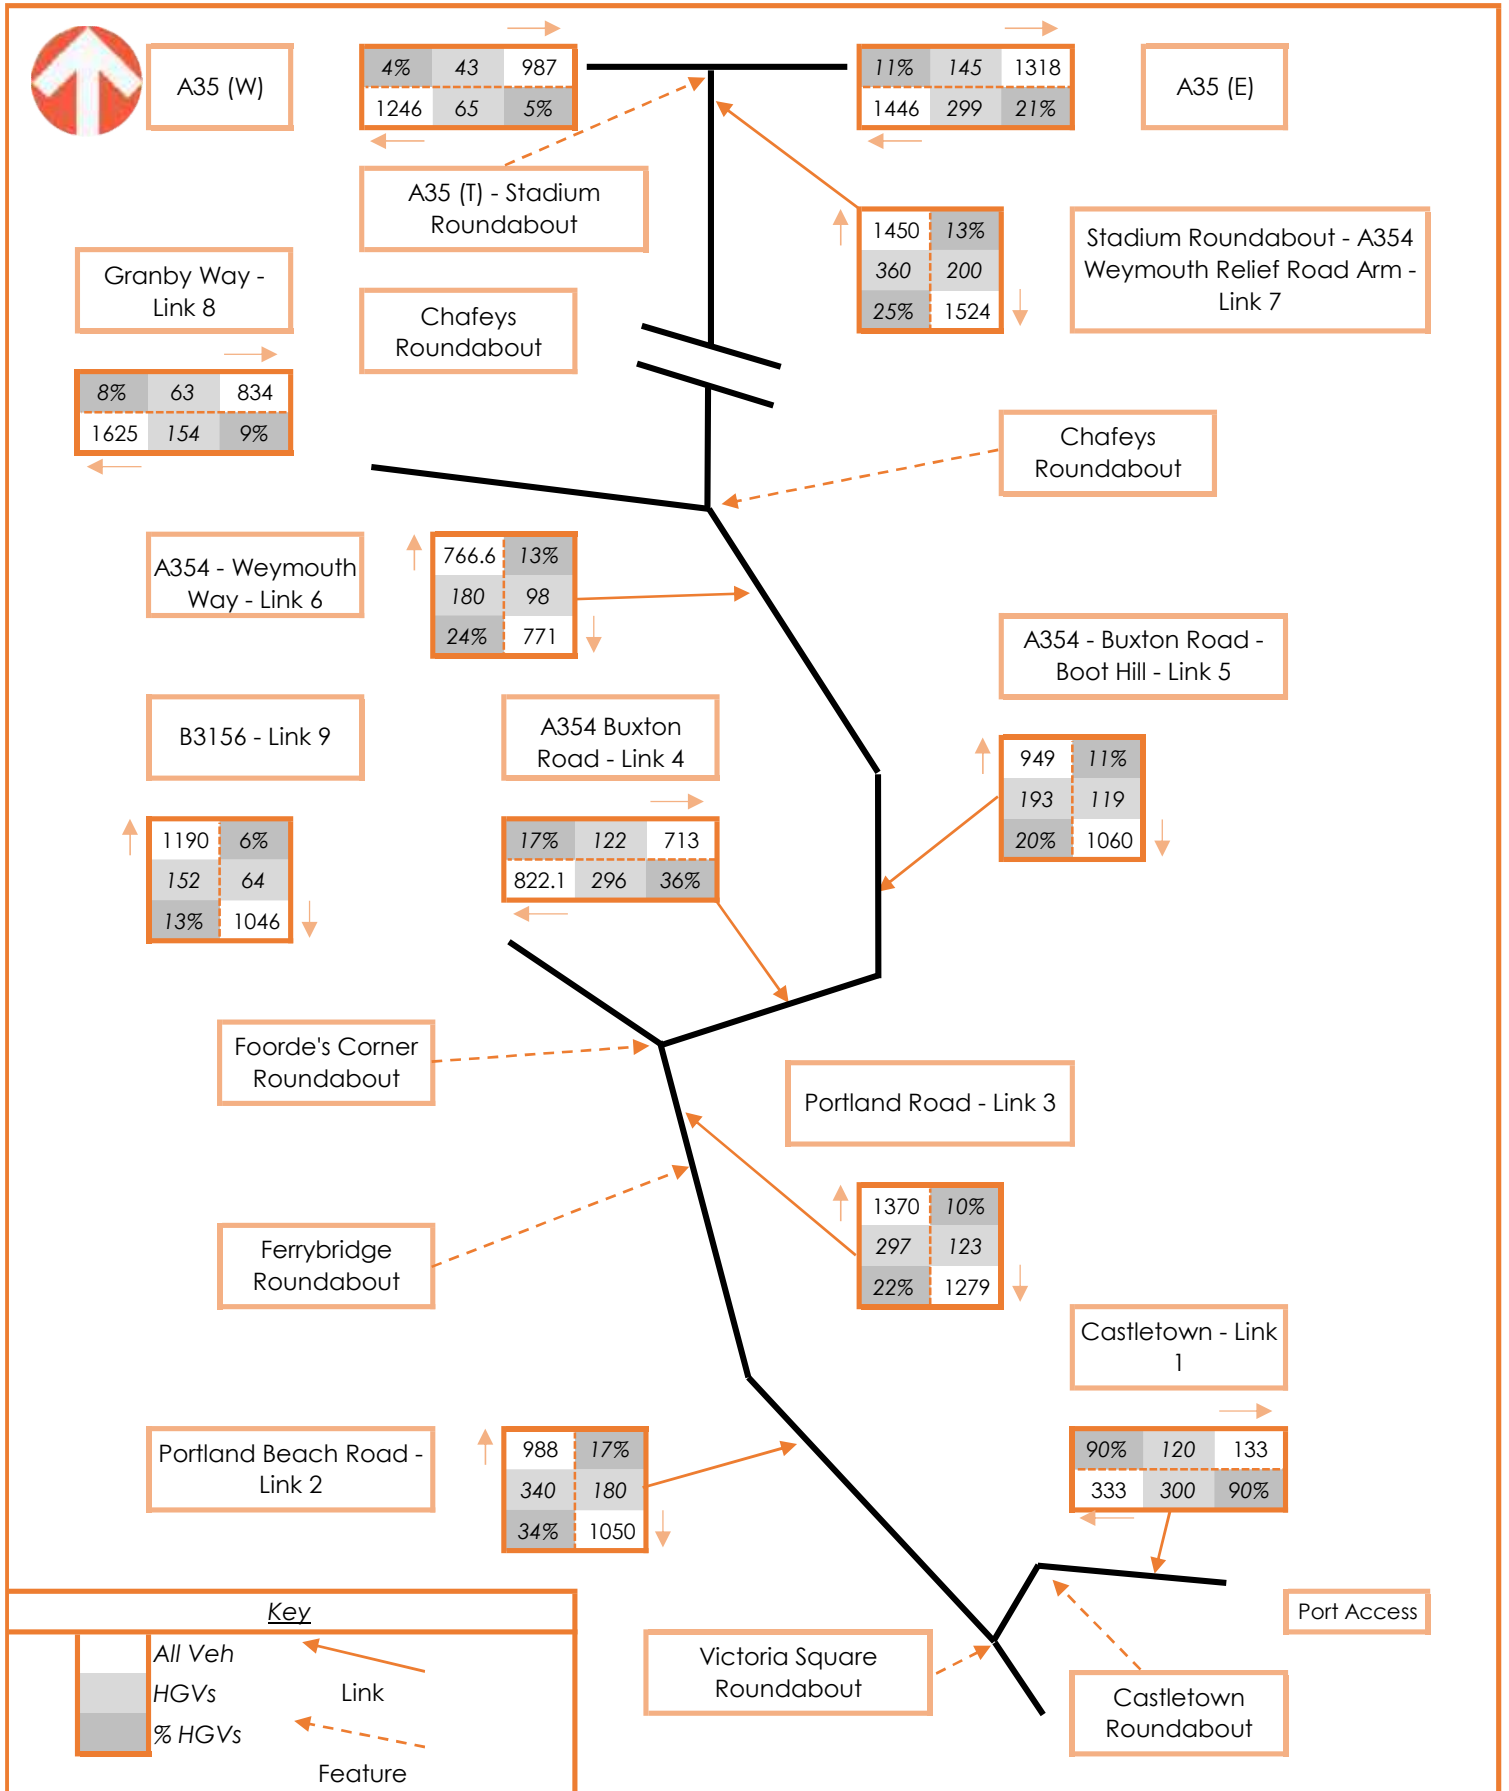 A35 (W)
4% 43 987
1246 65 5%
11% 145 1318
1446 299 21%
A35 (E)
A35 (T) - Stadium
Roundabout
1450 13%
360 200
25% 1524
Stadium Roundabout - A354
Weymouth Relief Road Arm -
Link 7
Granby Way -
Link 8
Chafeys
Roundabout
8% 63 834
1625 154 9%
Chafeys
Roundabout
A354 - Weymouth
Way - Link 6
766.6 13%
180 98
24% 771
A354 - Buxton Road -
Boot Hill - Link 5
B3156 - Link 9
A354 Buxton
Road - Link 4
949 11%
193 119
20% 1060
1190 6%
152 64
13% 1046
17% 122 713
822.1 296 36%
Foorde's Corner
Roundabout
Portland Road - Link 3
1370 10%
297 123
22% 1279
Ferrybridge
Roundabout
Castletown - Link
1
Portland Beach Road -
Link 2
988 17%
340 180
34% 1050
90% 120 133
333 300 90%
Port Access
Victoria Square
Roundabout
Castletown
Roundabout
Key
All Veh
HGVs
% HGVs
Link
Feature